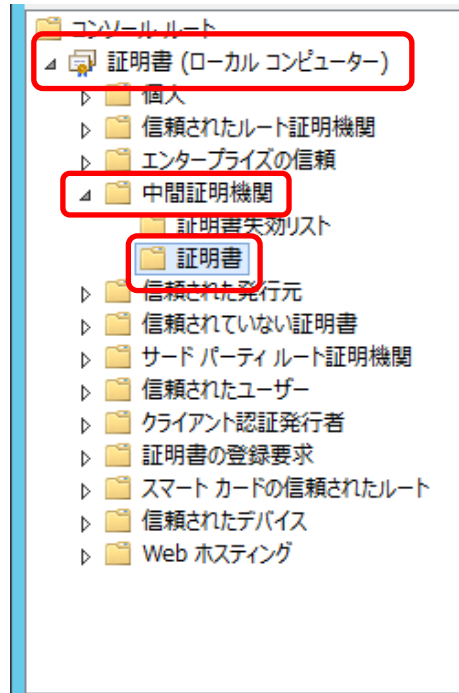 コンソール ルート
証明書 (ローカル コンピューター)
個人
信頼されたルート証明機関
エンタープライズの信頼
中間証明機関
証明書失効リスト
証明書
信頼された発行元
信頼されていない証明書
サード パーティ ルート証明機関
信頼されたユーザー
クライアント認証発行者
証明書の登録要求
スマート カードの信頼されたルート
信頼されたデバイス
Web ホスティング